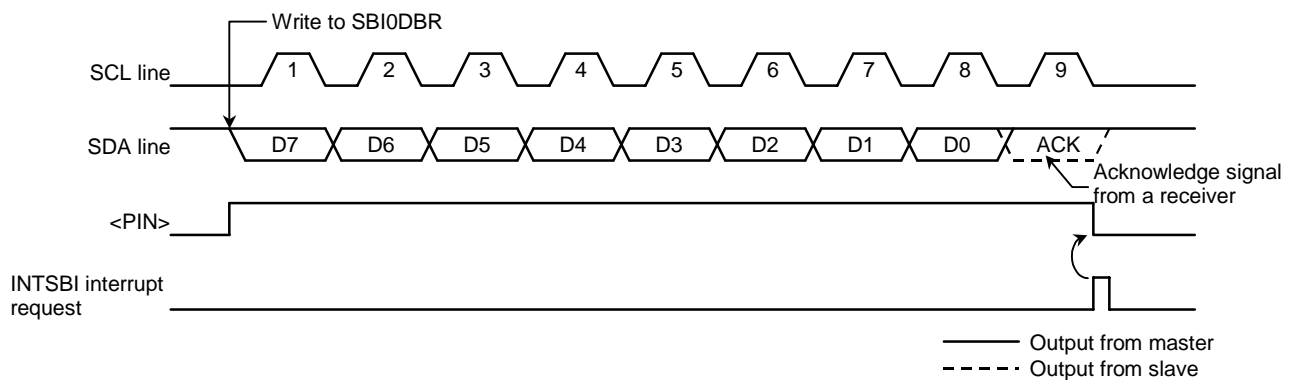 Write to SBI0DBR
SCL line
1 2 3 4 5 6 7 8 9
SDA line
D7 D6 D5 D4 D3 D2 D1 D0 ACK
Acknowledge signal
from a receiver
<PIN>
INTSBI interrupt
request
Output from master
Output from slave